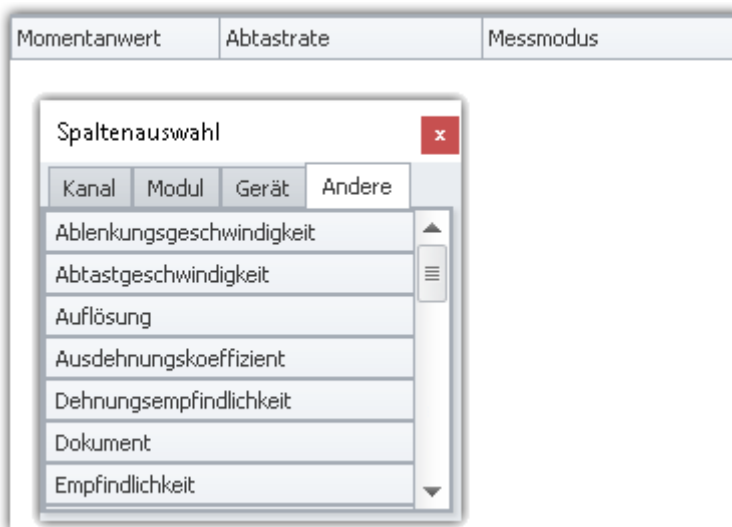 Momentanwert Abtastrate Messmodus
Spaltenauswahl x
Kanal Modul Gerät Andere
Ablenkungsgeschwindigkeit
Abtastgeschwindigkeit
Auflösung
Ausdehnungskoeffizient
Dehnungsempfindlichkeit
Dokument
Empfindlichkeit